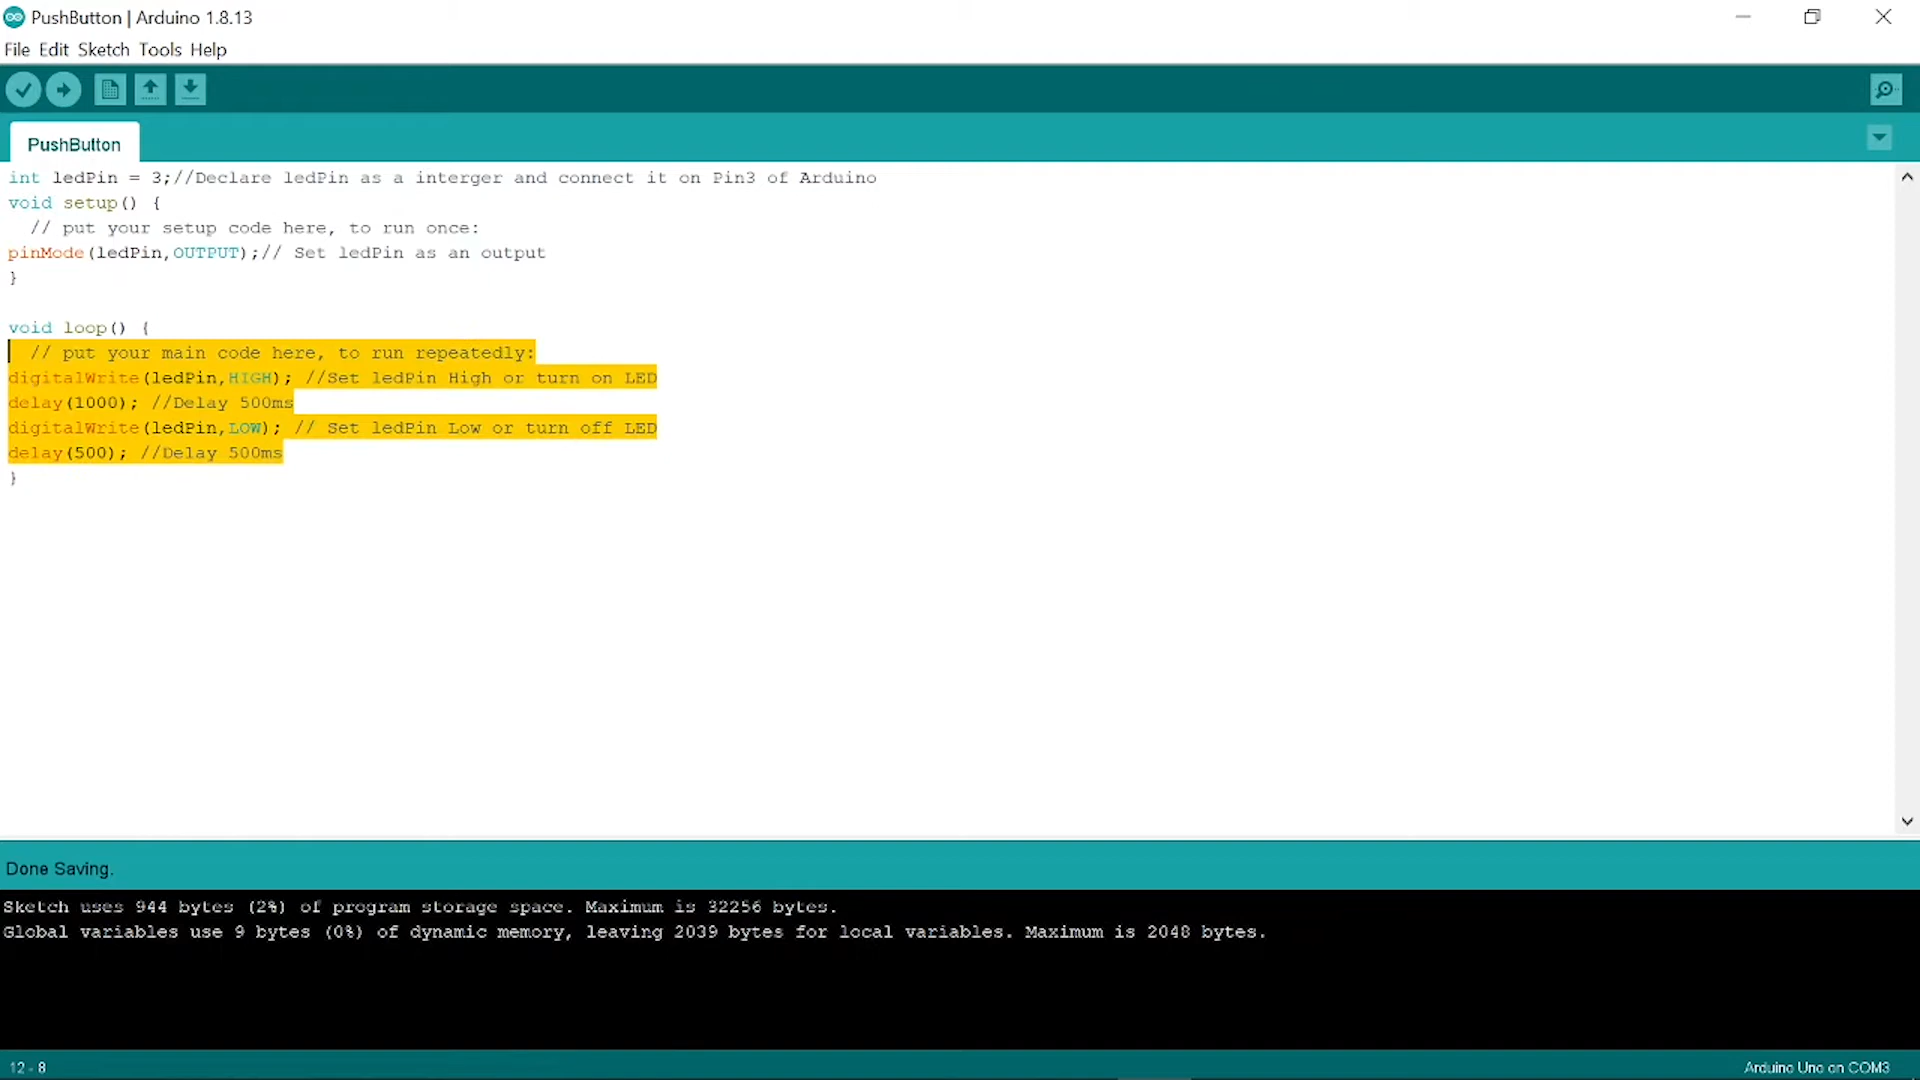 PushButton | Arduino 1.8.13
File Edit Sketch Tools Help
PushButton
int ledPin = 3;//Declare ledPin as a interger and connect it on Pin3 of Arduino
void setup() {
  // put your setup code here, to run once:
pinMode(ledPin,OUTPUT);// Set ledPin as an output
}
void loop() {
  // put your main code here, to run repeatedly:
digitalWrite(ledPin,HIGH); //Set ledPin High or turn on LED
delay(1000); //Delay 500ms
digitalWrite(ledPin,LOW); // Set ledPin Low or turn off LED
delay(500); //Delay 500ms
}
Done Saving.
Sketch uses 944 bytes (2%) of program storage space. Maximum is 32256 bytes.
Global variables use 9 bytes (0%) of dynamic memory, leaving 2039 bytes for local variables. Maximum is 2048 bytes.
12 - 8
Arduino Uno on COM3